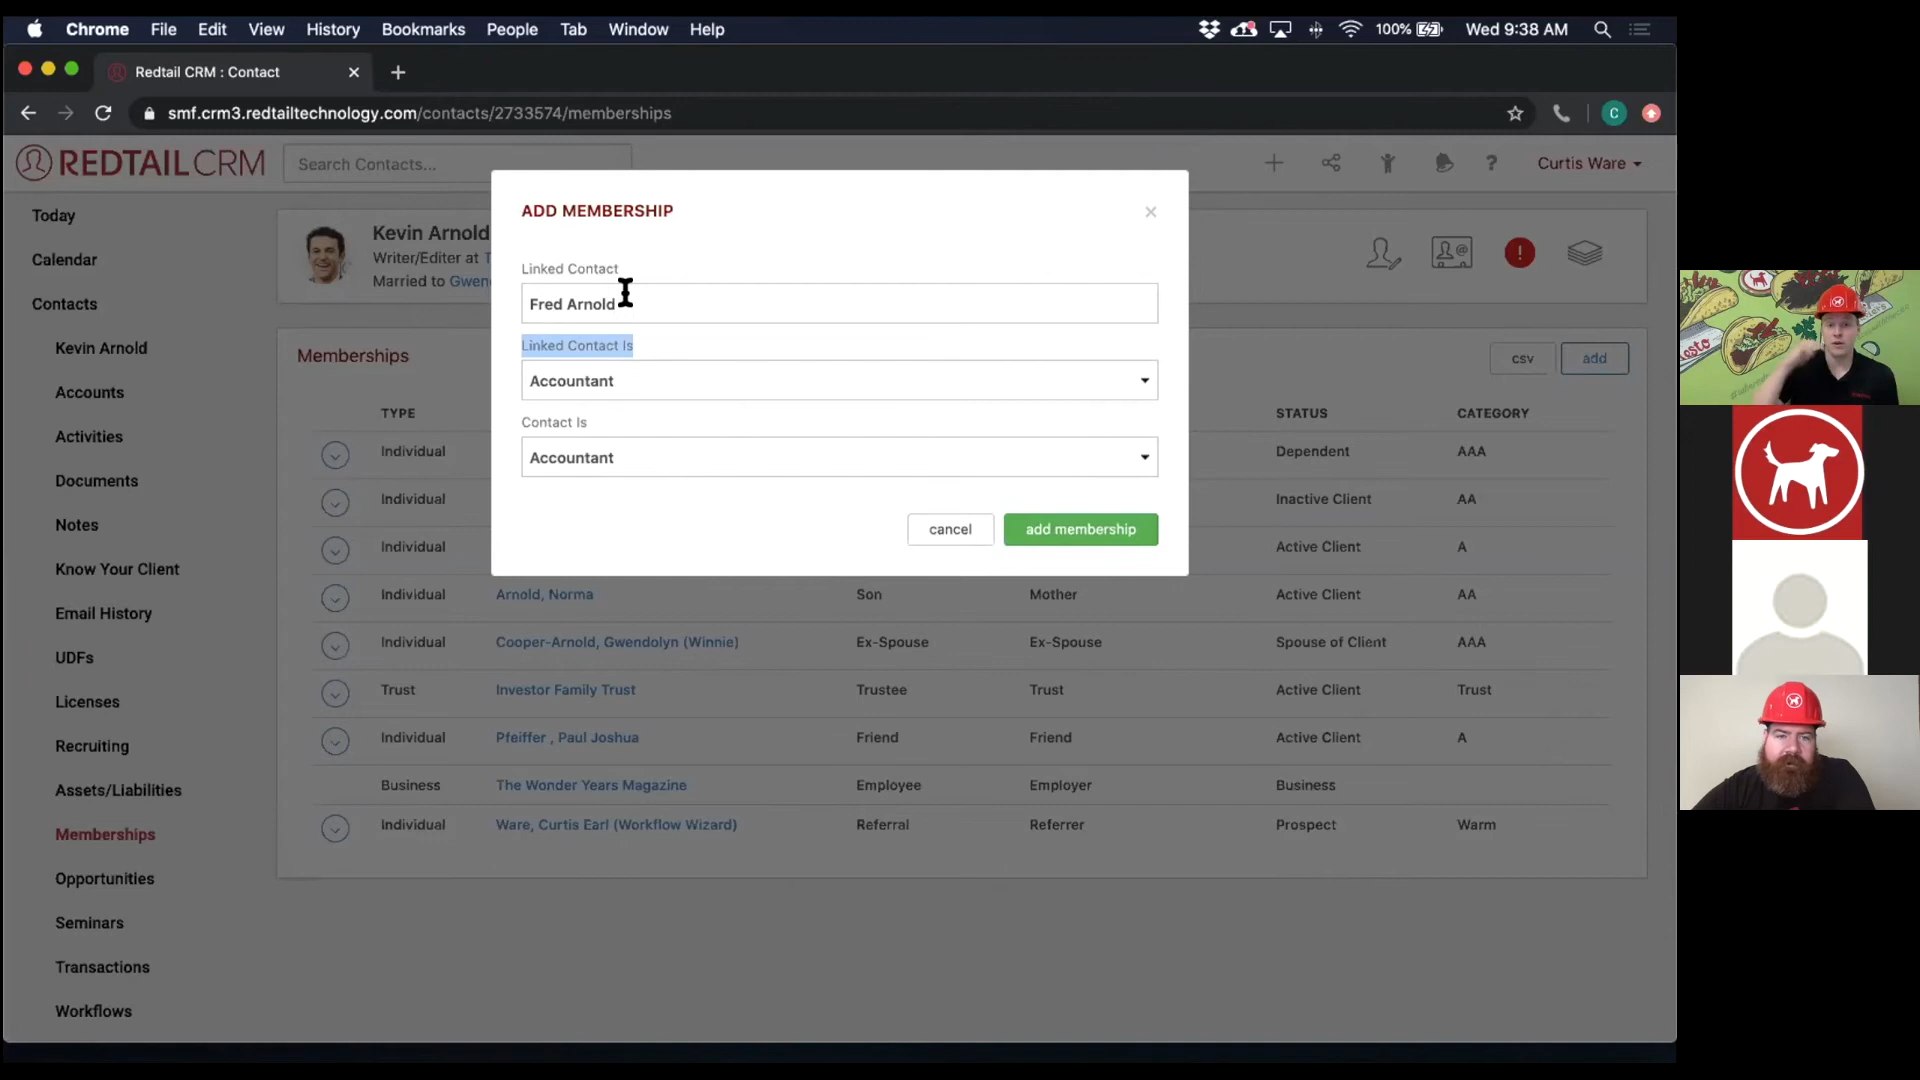 Chrome File Edit View History Bookmarks People Tab Window Help 100% Wed 9:38 AM
Redtail CRM : Contact
smf.crm3.redtailtechnology.com/contacts/2733574/memberships
C
REDTAIL CRM
Search Contacts...
?
Curtis Ware
Today
Calendar
Contacts
Kevin Arnold
Accounts
Activities
Documents
Notes
Know Your Client
Email History
UDFs
Licenses
Recruiting
Assets/Liabilities
Memberships
Opportunities
Seminars
Transactions
Workflows
Kevin Arnold
Writer/Editer at
Married to
!
Memberships
csv
add
TYPE STATUS CATEGORY
Individual Dependent AAA
Individual Inactive Client AA
Individual Active Client A
Individual Arnold, Norma Son Mother Active Client AA
Individual Cooper-Arnold, Gwendolyn (Winnie) Ex-Spouse Ex-Spouse Spouse of Client AAA
Trust Investor Family Trust Trustee Trust Active Client Trust
Individual Pfeiffer , Paul Joshua Friend Friend Active Client A
Business The Wonder Years Magazine Employee Employer Business
Individual Ware, Curtis Earl (Workflow Wizard) Referral Referrer Prospect Warm
ADD MEMBERSHIP
×
Linked Contact
Fred Arnold
Linked Contact Is
Accountant
Contact Is
Accountant
cancel
add membership